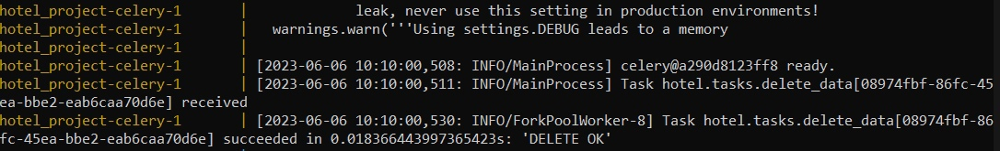 hotel_project-celery-1       |             leak, never use this setting in production environments!
hotel_project-celery-1       |   warnings.warn('''Using settings.DEBUG leads to a memory
hotel_project-celery-1       |
hotel_project-celery-1       | [2023-06-06 10:10:00,508: INFO/MainProcess] celery@a290d8123ff8 ready.
hotel_project-celery-1       | [2023-06-06 10:10:00,511: INFO/MainProcess] Task hotel.tasks.delete_data[08974fbf-86fc-45
ea-bbe2-eab6caa70d6e] received
hotel_project-celery-1       | [2023-06-06 10:10:00,530: INFO/ForkPoolWorker-8] Task hotel.tasks.delete_data[08974fbf-86
fc-45ea-bbe2-eab6caa70d6e] succeeded in 0.018366443997365423s: 'DELETE OK'